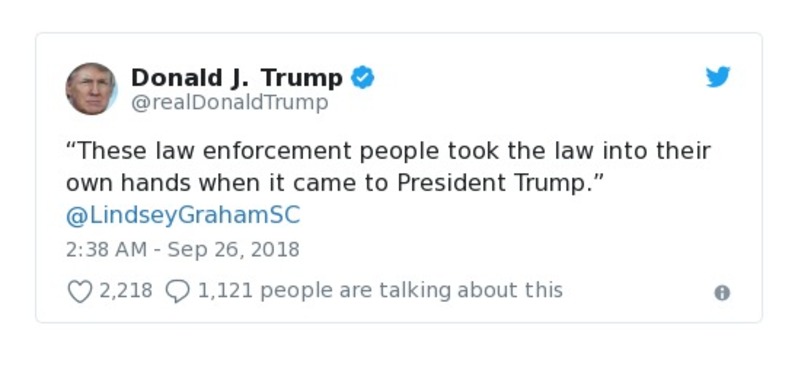 Donald J. Trump
@realDonaldTrump
“These law enforcement people took the law into their
own hands when it came to President Trump.”
@LindseyGrahamSC
2:38 AM - Sep 26, 2018
2,218 1,121 people are talking about this